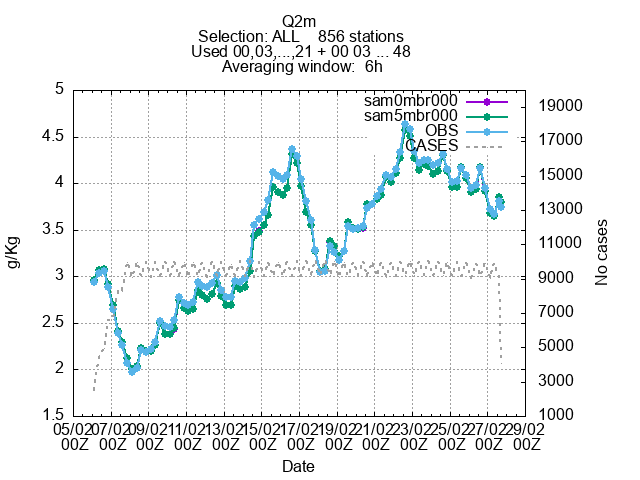 Q2m
Selection: ALL    856 stations
Used 00,03,...,21 + 00 03 ... 48
Averaging window:  6h
sam0mbr000
sam5mbr000
OBS
CASES
5
4.5
4
3.5
3
2.5
2
1.5
19000
17000
15000
13000
11000
9000
7000
5000
3000
1000
g/Kg
No cases
05/02 07/02 09/02 11/02 13/02 15/02 17/02 19/02 21/02 23/02 25/02 27/02 29/02
00Z 00Z 00Z 00Z 00Z 00Z 00Z 00Z 00Z 00Z 00Z 00Z 00Z
Date